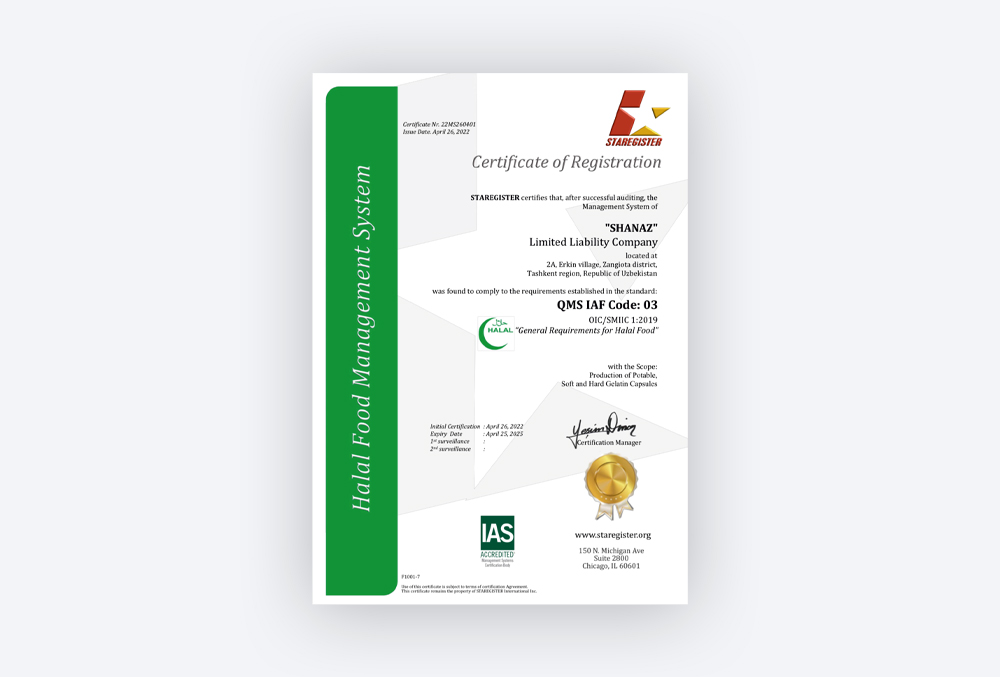 Halal Food Management System
Certificate Nr. 22MS260401
Issue Date. April 26, 2022
STAREGISTER
Certificate of Registration
STAREGISTER certifies that, after successful auditing, the
Management System of
"SHANAZ"
Limited Liability Company
located at
2A, Erkin village, Zangiota district,
Tashkent region, Republic of Uzbekistan
was found to comply to the requirements established in the standard:
QMS IAF Code: 03
OIC/SMIIC 1:2019
HALAL
"General Requirements for Halal Food"
with the Scope:
Production of Potable,
Soft and Hard Gelatin Capsules
Initial Certification : April 26, 2022
Expiry Date : April 25, 2025
1st surveillance :
2nd surveillance :
Certification Manager
IAS
ACCREDITED
Management Systems
Certification Body
www.staregister.org
150 N. Michigan Ave
Suite 2800
Chicago, IL 60601
F1001-7
Use of this certificate is subject to terms of certification Agreement.
This certificate remains the property of STAREGISTER International Inc.